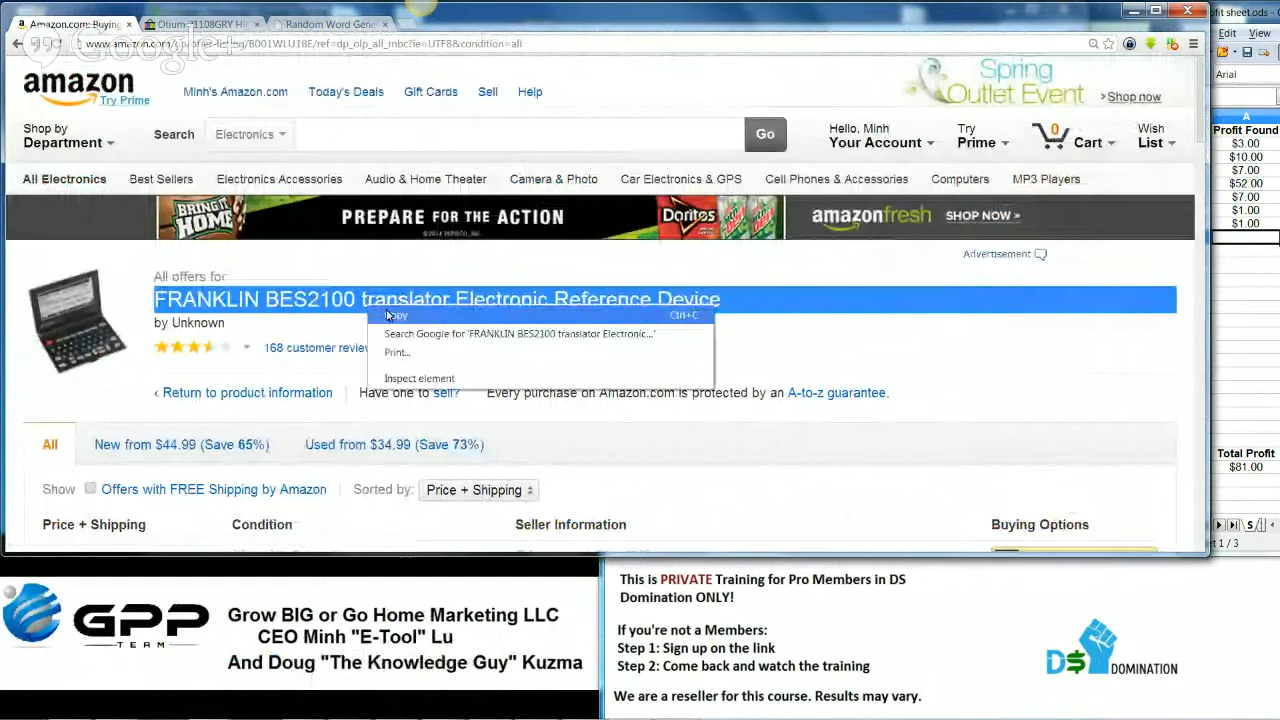 Amazon.com: Buying
Otium-21108GRY
Random Word Gene
amazon
Try Prime
Minh's Amazon.com
Today's Deals
Gift Cards
Sell
Help
Spring
Outlet Event
>Shop now
Shop by
Department
Search
Electronics
Go
Hello, Minh
Your Account
Try
Prime
0
Cart
Wish
List
All Electronics
Best Sellers
Electronics Accessories
Audio & Home Theater
Camera & Photo
Car Electronics & GPS
Cell Phones & Accessories
Computers
MP3 Players
BRING IT
HOME
PREPARE FOR THE ACTION
Doritos
amazonfresh
SHOP NOW »
Advertisement
All offers for
FRANKLIN BES2100 translator Electronic Reference Device
by Unknown
168 customer review
Copy Ctrl+C
Search Google for 'FRANKLIN BES2100 translator Electronic...'
Print...
Inspect element
‹ Return to product information
Have one to sell?
Every purchase on Amazon.com is protected by an A-to-z guarantee.
All
New from $44.99 (Save 65%)
Used from $34.99 (Save 73%)
Show
Offers with FREE Shipping by Amazon
Sorted by:
Price + Shipping
Price + Shipping
Condition
Seller Information
Buying Options
ofit sheet.ods -
Edit View
Arial
A
Profit Found
$3.00
$10.00
$7.00
$52.00
$7.00
$1.00
$1.00
Total Profit
$81.00
t 1 / 3
GPP
TEAM
Grow BIG or Go Home Marketing LLC
CEO Minh "E-Tool" Lu
And Doug "The Knowledge Guy" Kuzma
This is PRIVATE Training for Pro Members in DS
Domination ONLY!
If you're not a Members:
Step 1: Sign up on the link
Step 2: Come back and watch the training
We are a reseller for this course. Results may vary.
D$ DOMINATION